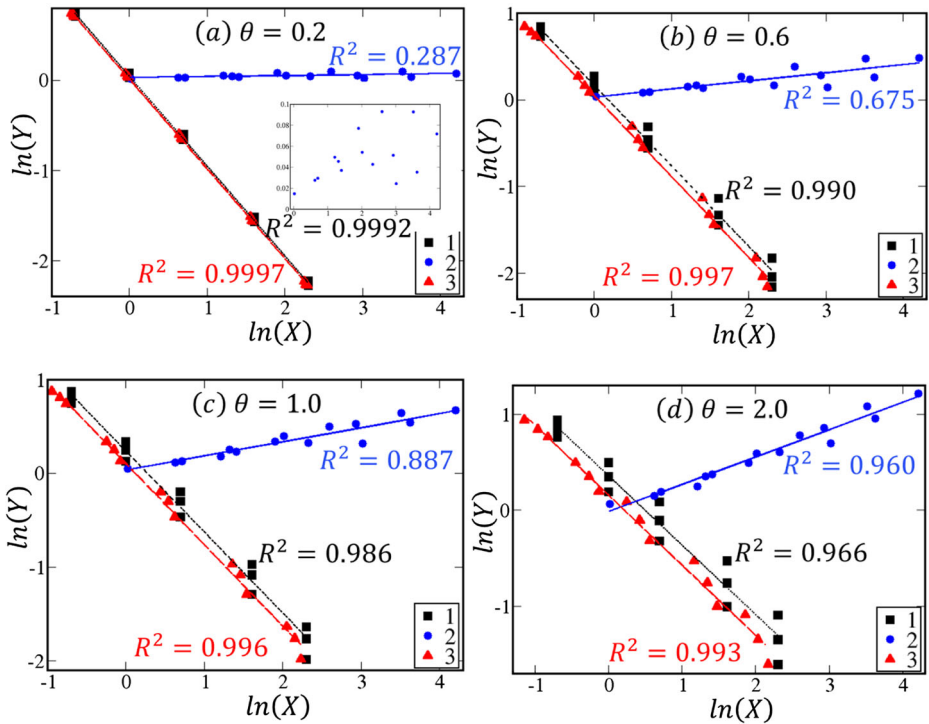 (a) θ = 0.2
R² = 0.287
R² = 0.9992
R² = 0.9997
1
2
3
ln(Y)
ln(X)
0
-1
-2
-1
0
1
2
3
4
0.1
0.08
0.06
0.04
0.02
0
0
1
2
3
4
(b) θ = 0.6
R² = 0.675
R² = 0.990
R² = 0.997
1
2
3
ln(Y)
ln(X)
1
0
-1
-2
-1
0
1
2
3
4
(c) θ = 1.0
R² = 0.887
R² = 0.986
R² = 0.996
1
2
3
ln(Y)
ln(X)
1
0
-1
-2
-1
0
1
2
3
4
(d) θ = 2.0
R² = 0.960
R² = 0.966
R² = 0.993
1
2
3
ln(Y)
ln(X)
1
0
-1
-1
0
1
2
3
4